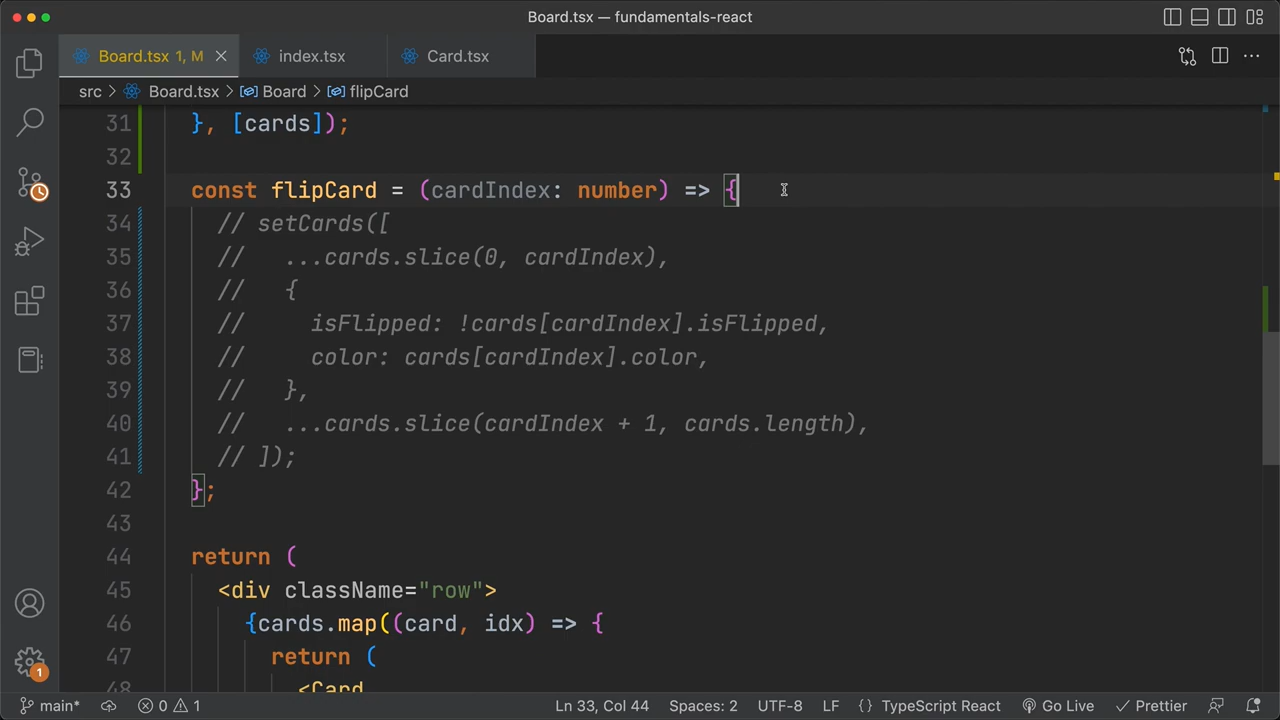 Board.tsx — fundamentals-react
Board.tsx 1, M
index.tsx
Card.tsx
src > Board.tsx > Board > flipCard
31 }, [cards]);
32
33 const flipCard = (cardIndex: number) => {
34 // setCards([
35 //   ...cards.slice(0, cardIndex),
36 //   {
37 //     isFlipped: !cards[cardIndex].isFlipped,
38 //     color: cards[cardIndex].color,
39 //   },
40 //   ...cards.slice(cardIndex + 1, cards.length),
41 // ]);
42 };
43
44 return (
45 <div className="row">
46 {cards.map((card, idx) => {
47 return (
48 <Card
1
main* 0 1 Ln 33, Col 44 Spaces: 2 UTF-8 LF {} TypeScript React Go Live Prettier